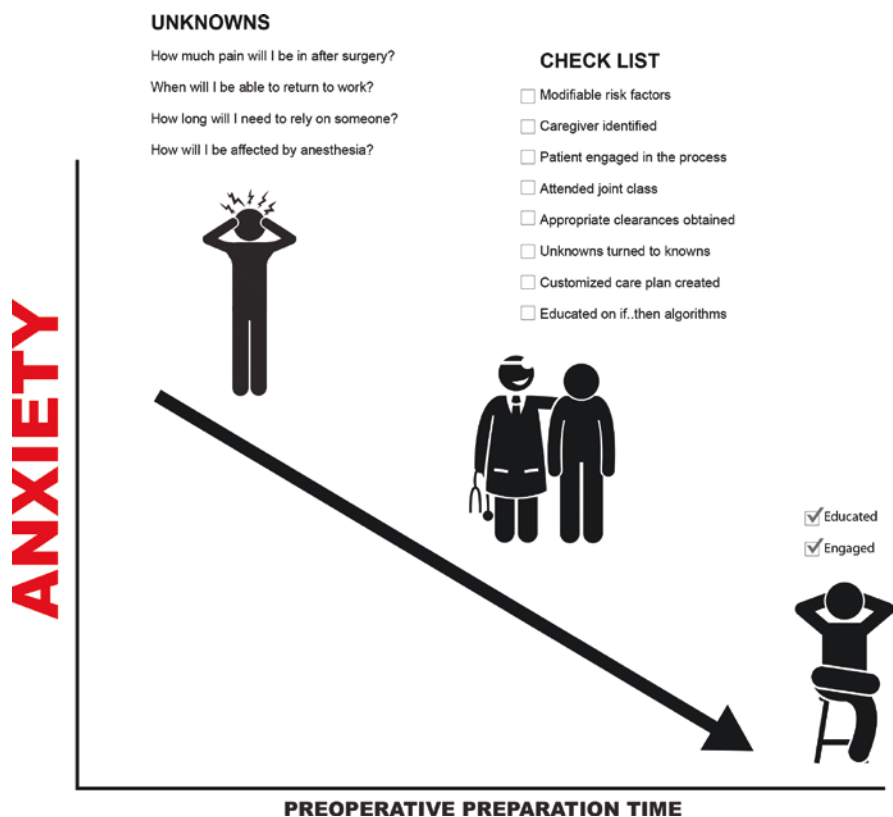 UNKNOWNS
How much pain will I be in after surgery?
When will I be able to return to work?
How long will I need to rely on someone?
How will I be affected by anesthesia?
CHECK LIST
Modifiable risk factors
Caregiver identified
Patient engaged in the process
Attended joint class
Appropriate clearances obtained
Unknowns turned to knowns
Customized care plan created
Educated on if..then algorithms
ANXIETY
Educated
Engaged
PREOPERATIVE PREPARATION TIME